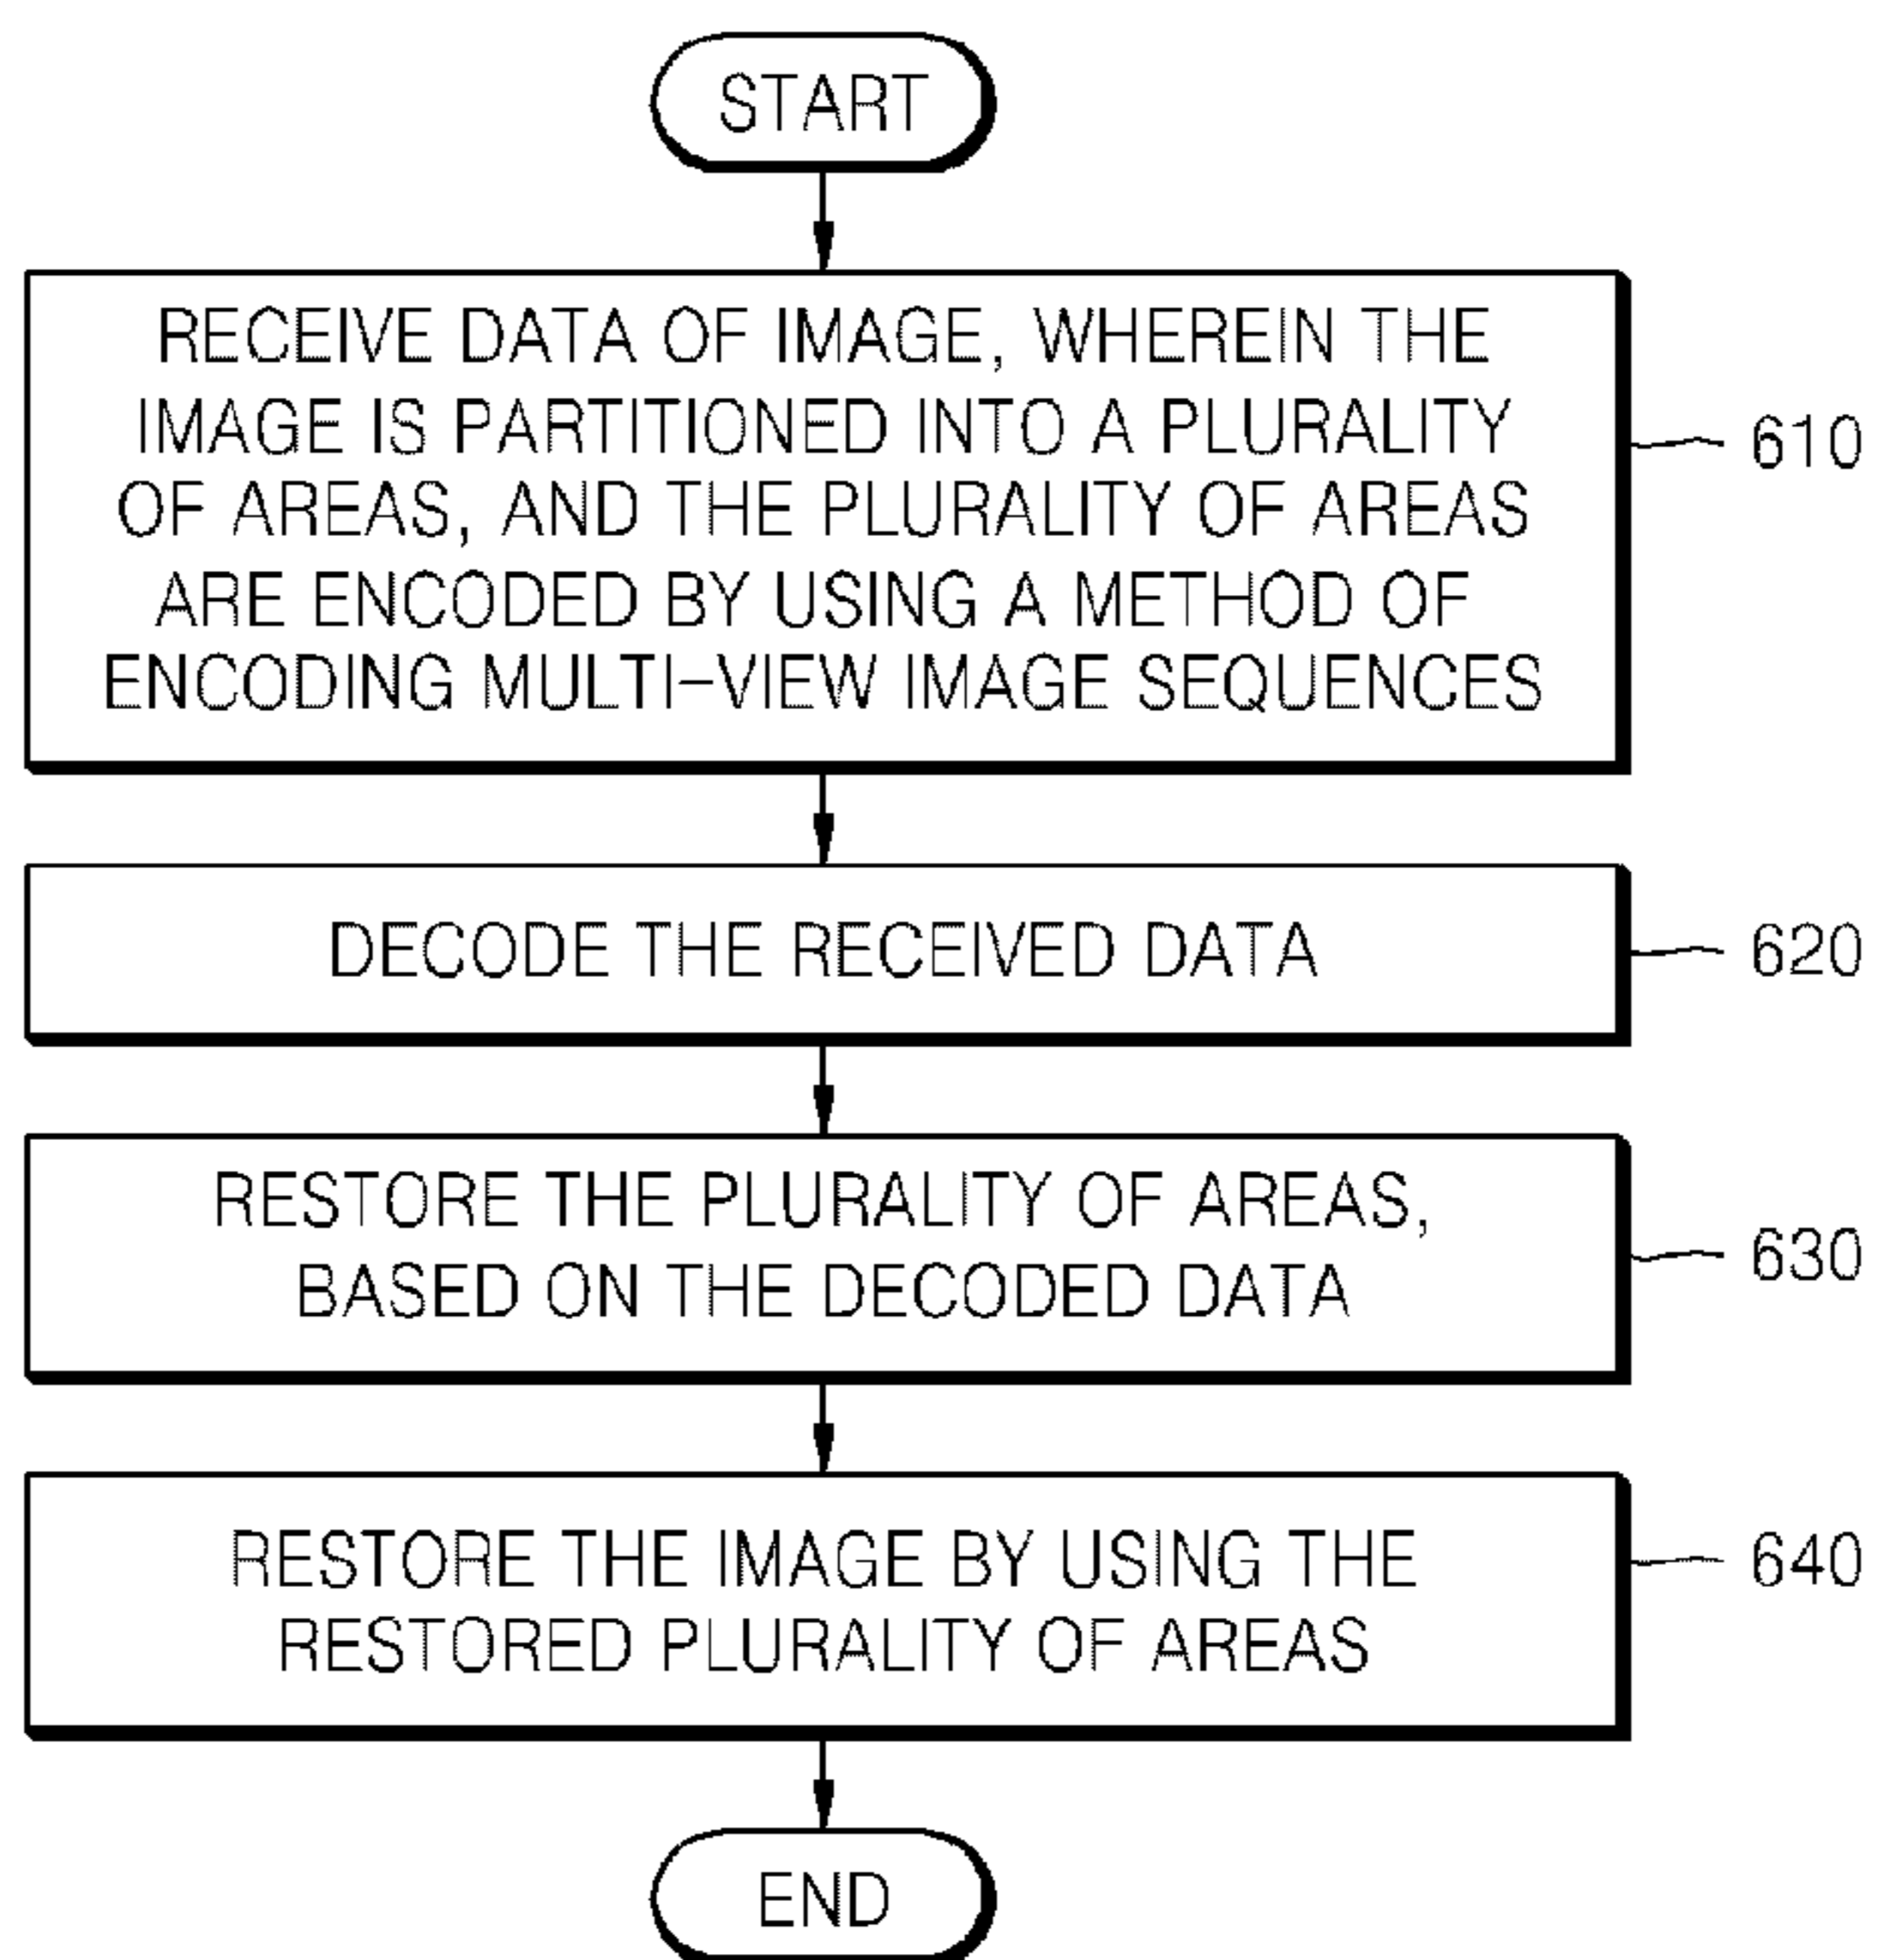 START
RECEIVE DATA OF IMAGE, WHEREIN THE
IMAGE IS PARTITIONED INTO A PLURALITY
OF AREAS, AND THE PLURALITY OF AREAS
ARE ENCODED BY USING A METHOD OF
ENCODING MULTI-VIEW IMAGE SEQUENCES
610
DECODE THE RECEIVED DATA
620
RESTORE THE PLURALITY OF AREAS,
BASED ON THE DECODED DATA
630
RESTORE THE IMAGE BY USING THE
RESTORED PLURALITY OF AREAS
640
END